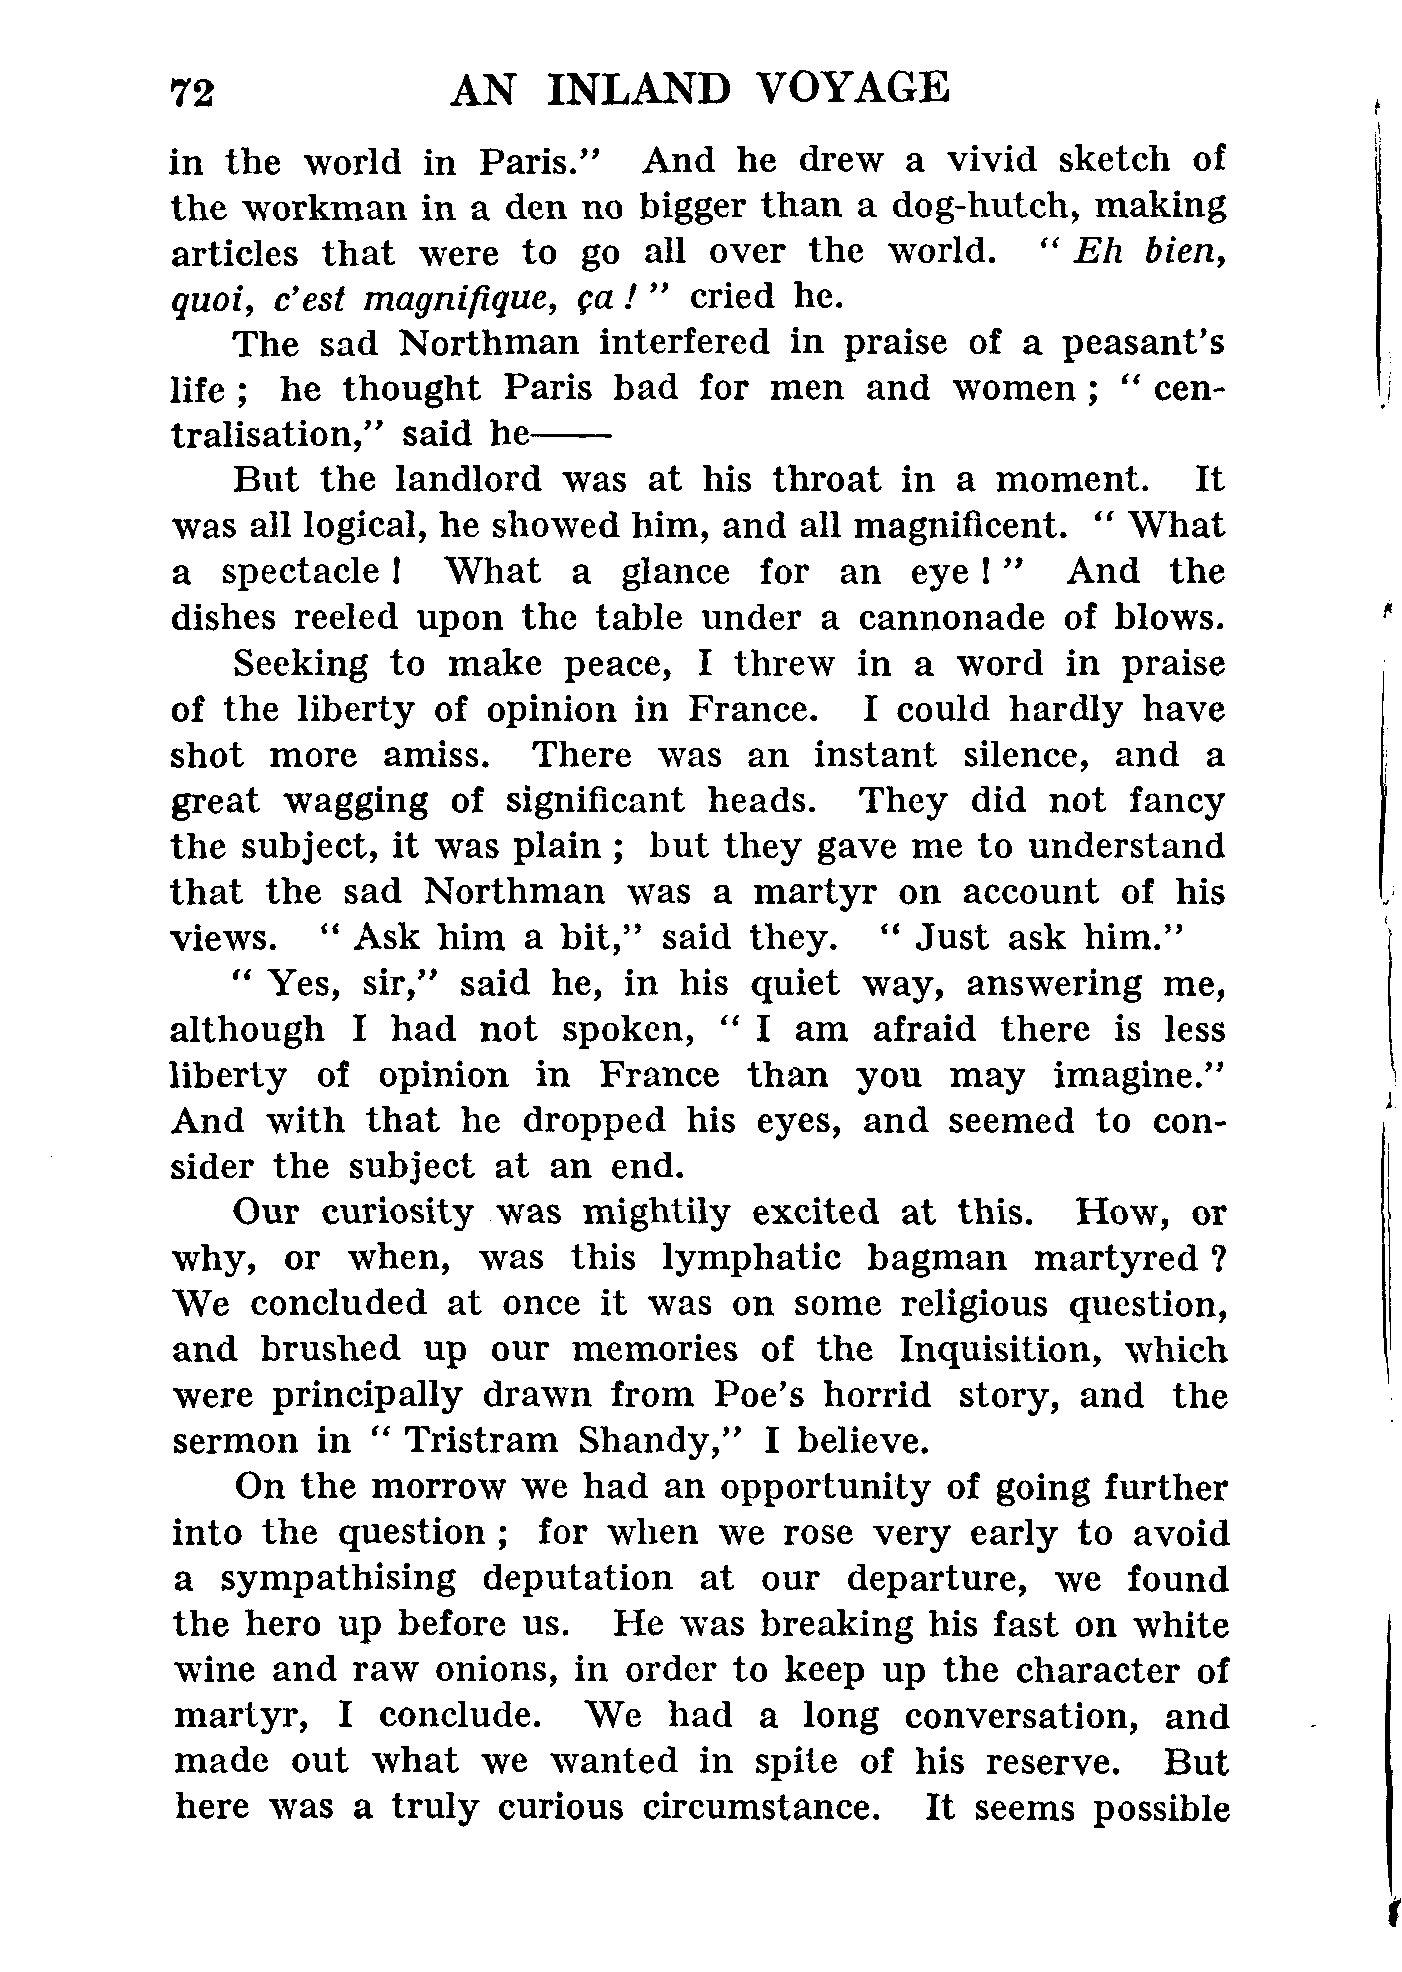 72 AN INLAND VOYAGE
in the world in Paris." And he drew a vivid sketch of
the workman in a den no bigger than a dog-hutch, making
articles that were to go all over the world. " Eh bien,
quoi, c'est magnifique, ça ! " cried he.
The sad Northman interfered in praise of a peasant's
life ; he thought Paris bad for men and women ; " cen-
tralisation," said he——
But the landlord was at his throat in a moment. It
was all logical, he showed him, and all magnificent. " What
a spectacle ! What a glance for an eye ! " And the
dishes reeled upon the table under a cannonade of blows.
Seeking to make peace, I threw in a word in praise
of the liberty of opinion in France. I could hardly have
shot more amiss. There was an instant silence, and a
great wagging of significant heads. They did not fancy
the subject, it was plain ; but they gave me to understand
that the sad Northman was a martyr on account of his
views. " Ask him a bit," said they. " Just ask him."
" Yes, sir," said he, in his quiet way, answering me,
although I had not spoken, " I am afraid there is less
liberty of opinion in France than you may imagine."
And with that he dropped his eyes, and seemed to con-
sider the subject at an end.
Our curiosity was mightily excited at this. How, or
why, or when, was this lymphatic bagman martyred ?
We concluded at once it was on some religious question,
and brushed up our memories of the Inquisition, which
were principally drawn from Poe's horrid story, and the
sermon in " Tristram Shandy," I believe.
On the morrow we had an opportunity of going further
into the question ; for when we rose very early to avoid
a sympathising deputation at our departure, we found
the hero up before us. He was breaking his fast on white
wine and raw onions, in order to keep up the character of
martyr, I conclude. We had a long conversation, and
made out what we wanted in spite of his reserve. But
here was a truly curious circumstance. It seems possible